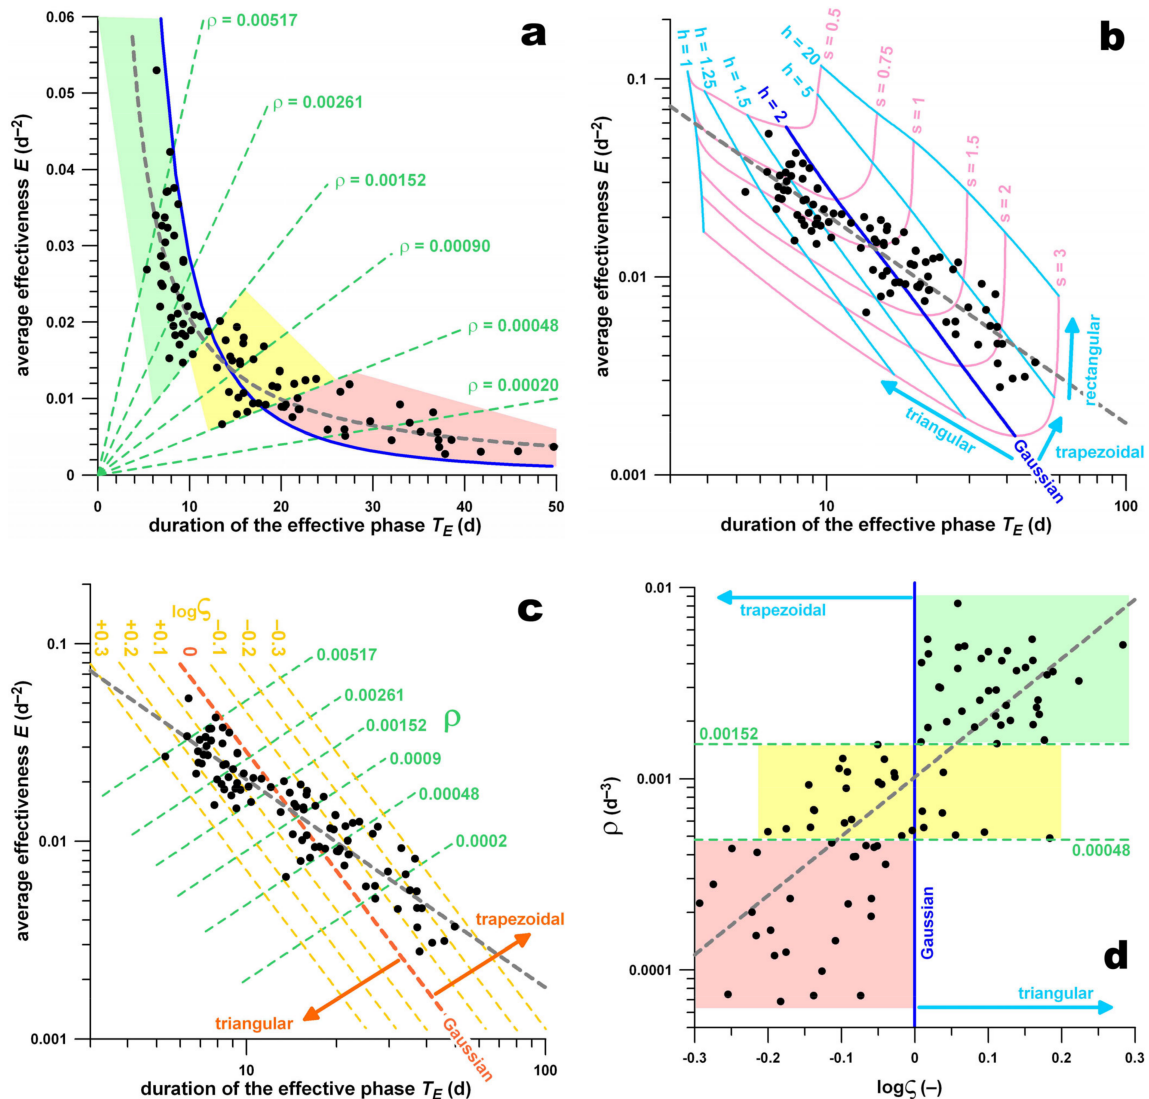 a
0.06
0.05
0.04
0.03
0.02
0.01
0
average effectiveness E (d⁻²)
ρ = 0.00517
ρ = 0.00261
ρ = 0.00152
ρ = 0.00090
ρ = 0.00048
ρ = 0.00020
0 10 20 30 40 50
duration of the effective phase T_E (d)
b
0.1
0.01
0.001
average effectiveness E (d⁻²)
h = 1
h = 1.25
h = 1.5
h = 2
h = 5
h = 20
s = 0.5
s = 0.75
s = 1
s = 1.5
s = 2
s = 3
rectangular
triangular
trapezoidal
Gaussian
10 100
duration of the effective phase T_E (d)
c
0.1
0.01
0.001
average effectiveness E (d⁻²)
logζ
+0.3
+0.2
+0.1
0
−0.1
−0.2
−0.3
0.00517
0.00261
0.00152
ρ
0.0009
0.00048
0.0002
trapezoidal
triangular
Gaussian
10 100
duration of the effective phase T_E (d)
0.01
0.001
0.0001
ρ (d⁻³)
trapezoidal
0.00152
0.00048
Gaussian
d
triangular
-0.3 -0.2 -0.1 0 0.1 0.2 0.3
logζ (−)